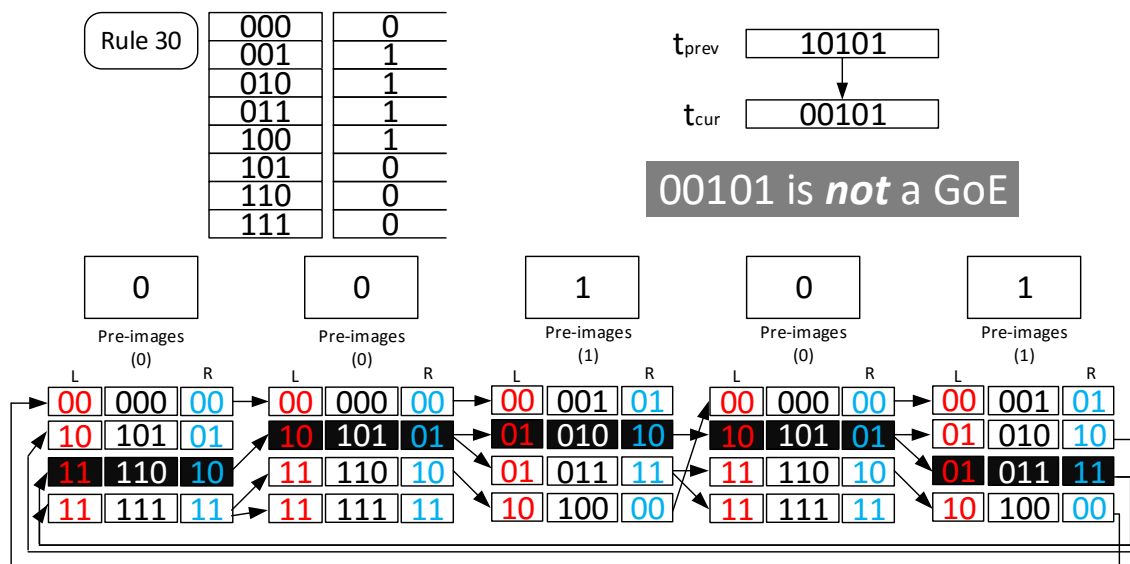 Rule 30
000 0
001 1
010 1
011 1
100 1
101 0
110 0
111 0
tprev 10101
tcur 00101
00101 is not a GoE
0 0 1 0 1
Pre-images Pre-images Pre-images Pre-images Pre-images
(0) (0) (1) (0) (1)
L R L R L R L R L R
00 000 00 00 000 00 00 001 01 00 000 00 00 001 01
10 101 01 10 101 01 01 010 10 10 101 01 01 010 10
11 110 10 11 110 10 01 011 11 11 110 10 01 011 11
11 111 11 11 111 11 10 100 00 11 111 11 10 100 00